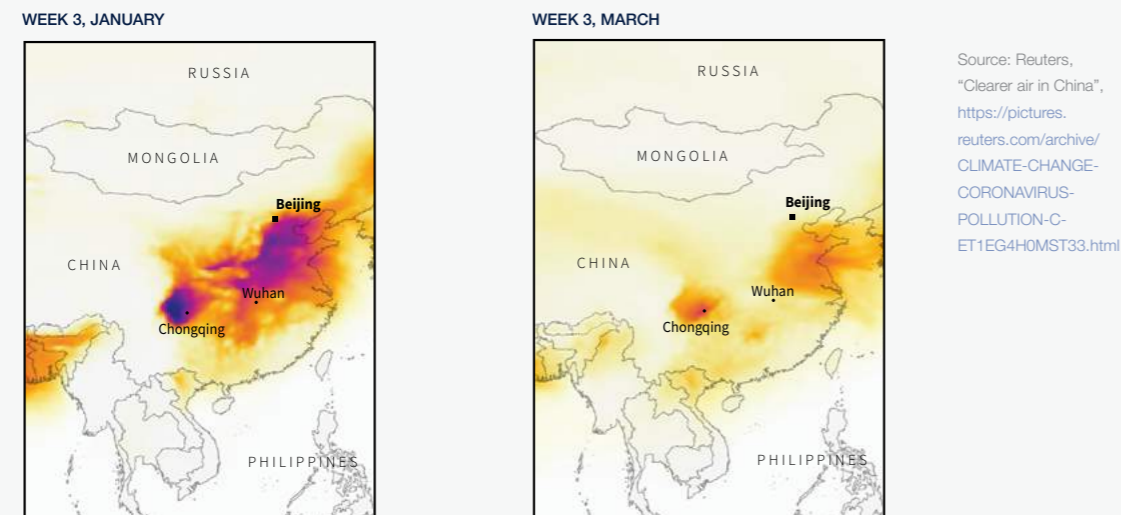 WEEK 3, JANUARY
RUSSIA
MONGOLIA
Beijing
CHINA
Wuhan
Chongqing
PHILIPPINES
WEEK 3, MARCH
RUSSIA
MONGOLIA
Beijing
CHINA
Wuhan
Chongqing
PHILIPPINES
Source: Reuters,
“Clearer air in China”,
https://pictures.
reuters.com/archive/
CLIMATE-CHANGE-
CORONAVIRUS-
POLLUTION-C-
ET1EG4H0MST33.html